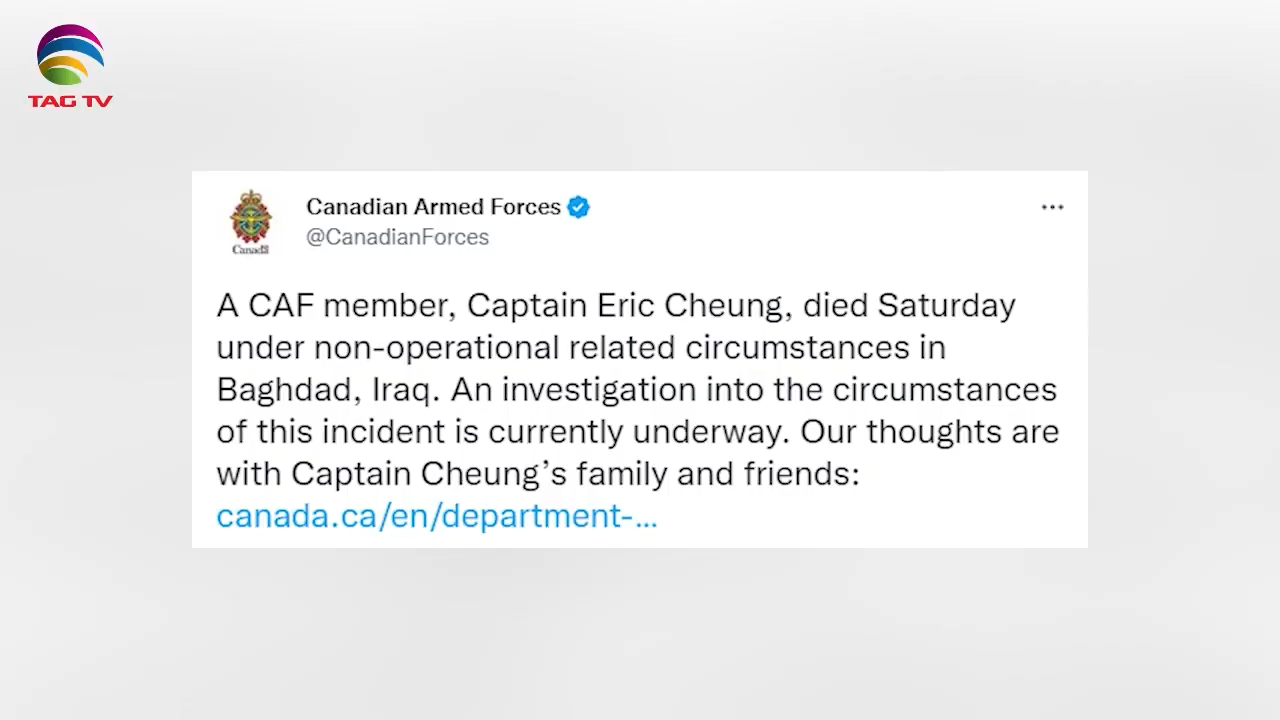 TAG TV
Canadian Armed Forces
@CanadianForces
Canada
A CAF member, Captain Eric Cheung, died Saturday
under non-operational related circumstances in
Baghdad, Iraq. An investigation into the circumstances
of this incident is currently underway. Our thoughts are
with Captain Cheung’s family and friends:
canada.ca/en/department-...